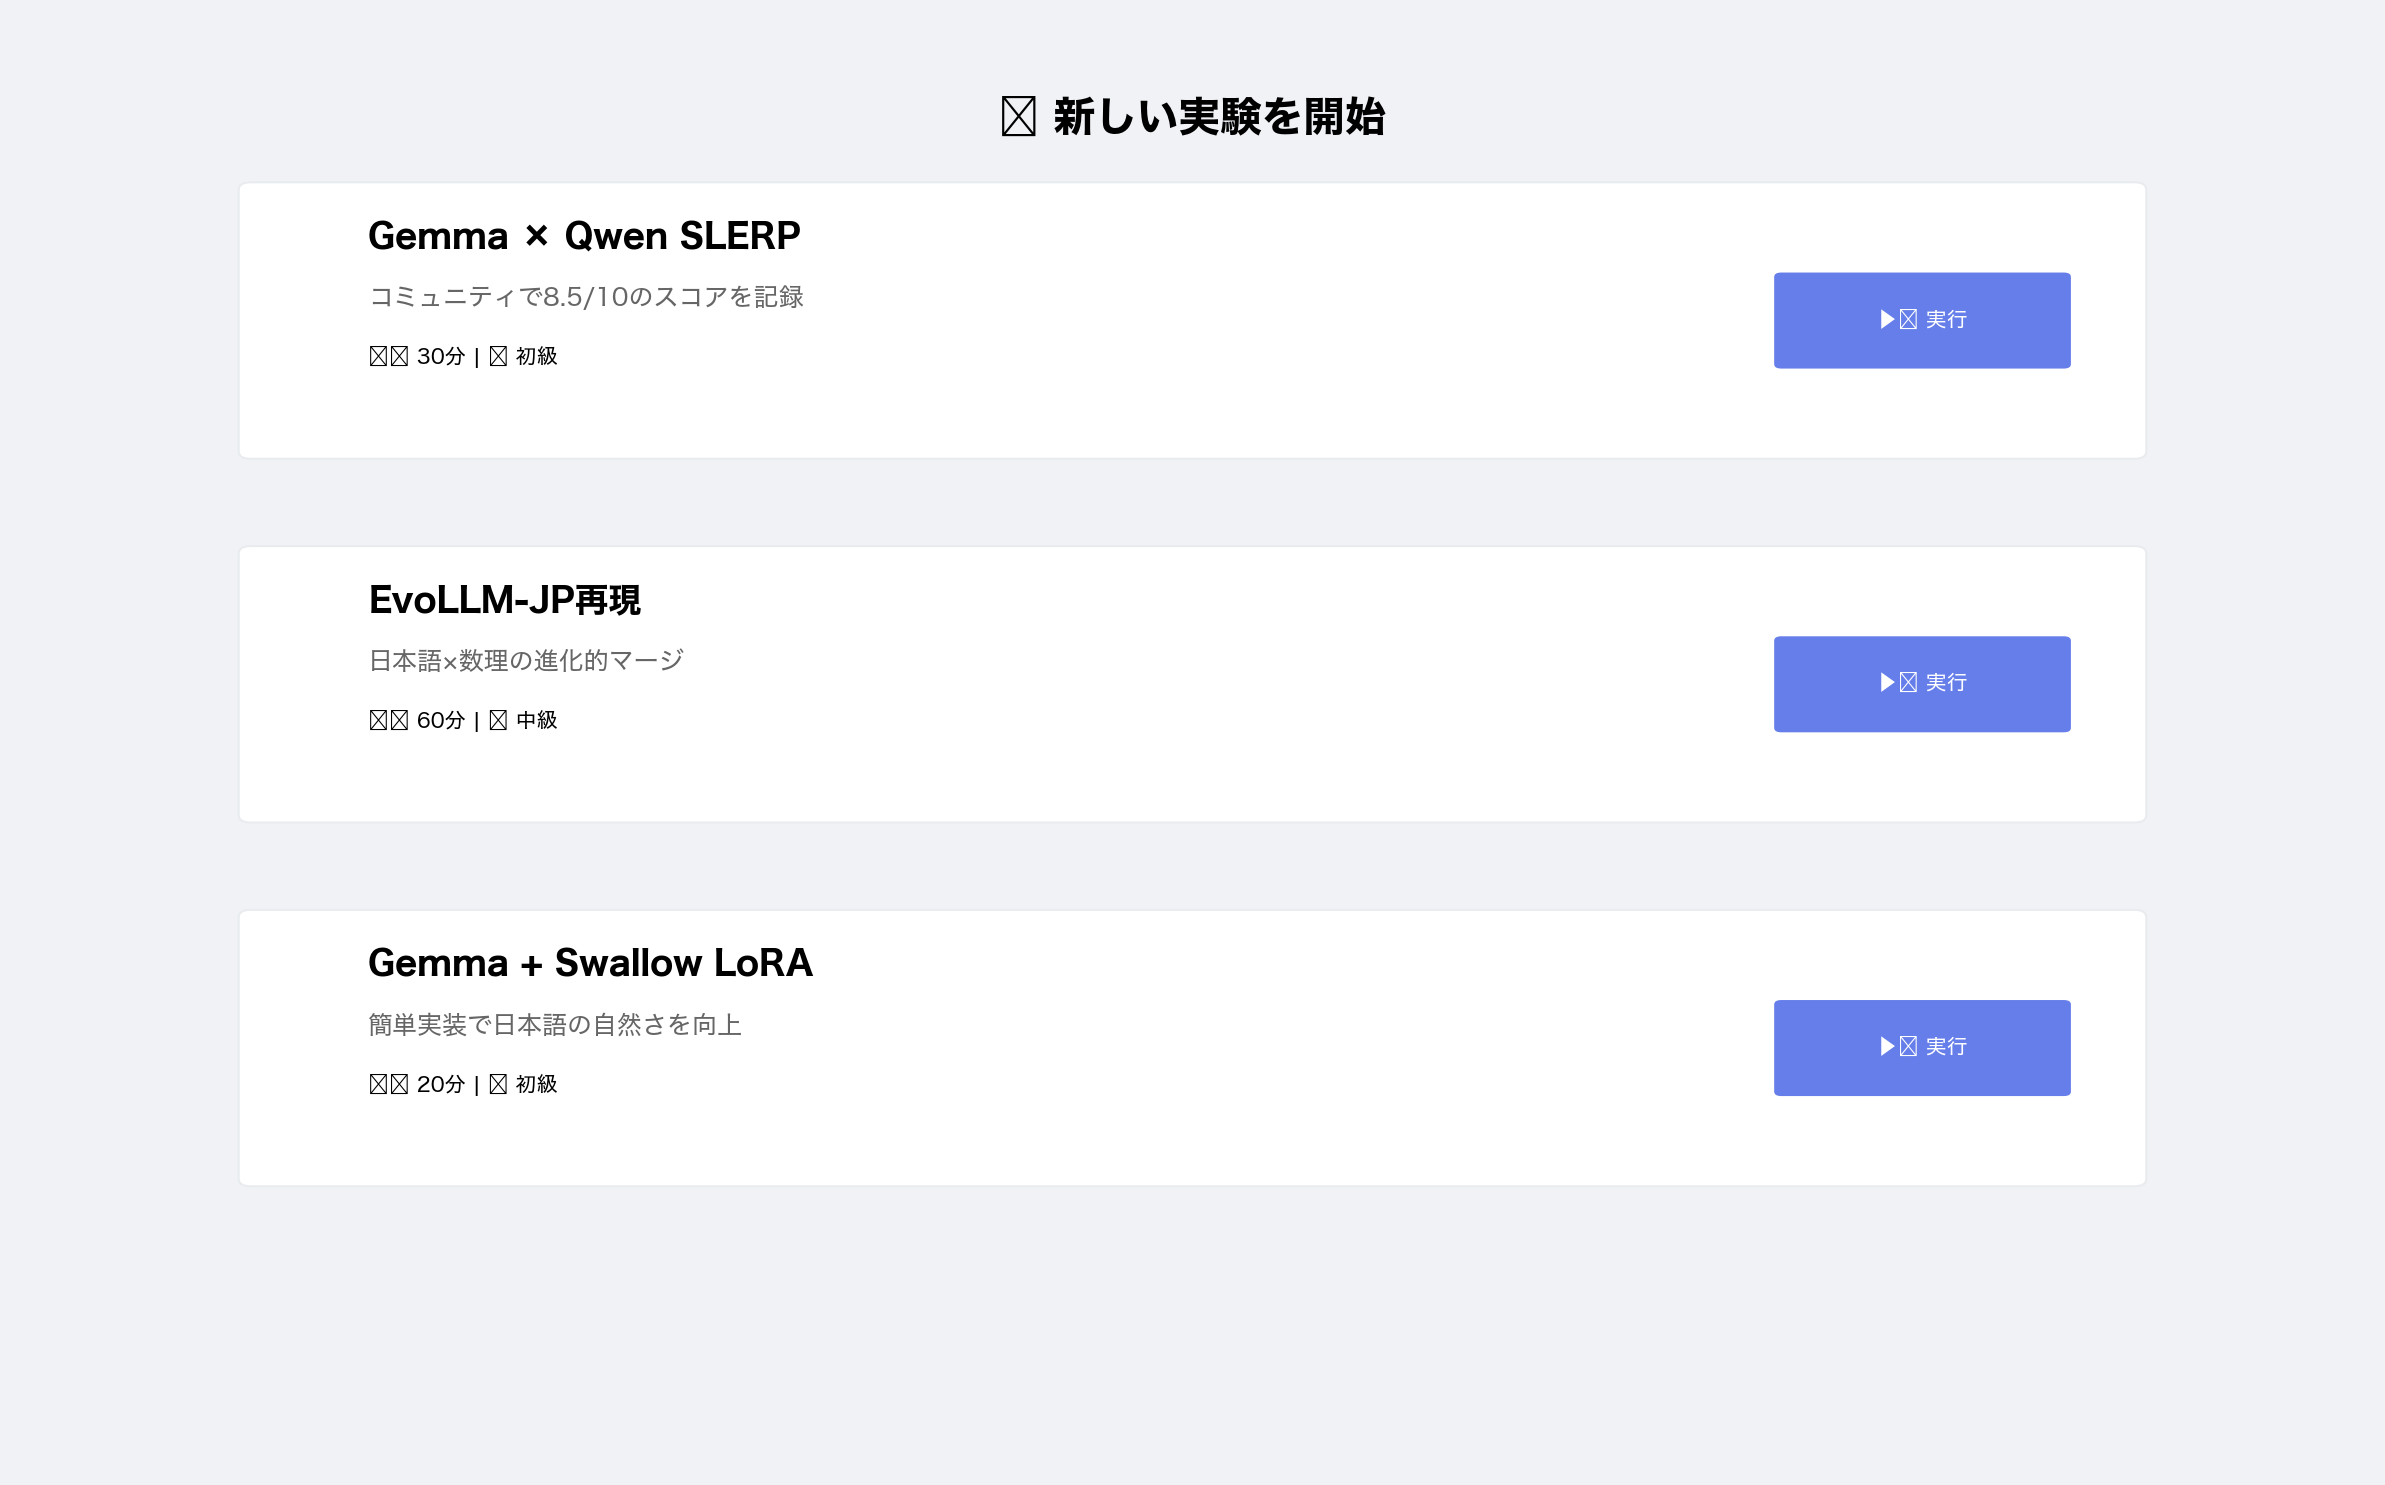 新しい実験を開始
Gemma × Qwen SLERP
コミュニティで8.5/10のスコアを記録
30分 | 初級
▶ 実行
EvoLLM-JP再現
日本語×数理の進化的マージ
60分 | 中級
▶ 実行
Gemma + Swallow LoRA
簡単実装で日本語の自然さを向上
20分 | 初級
▶ 実行